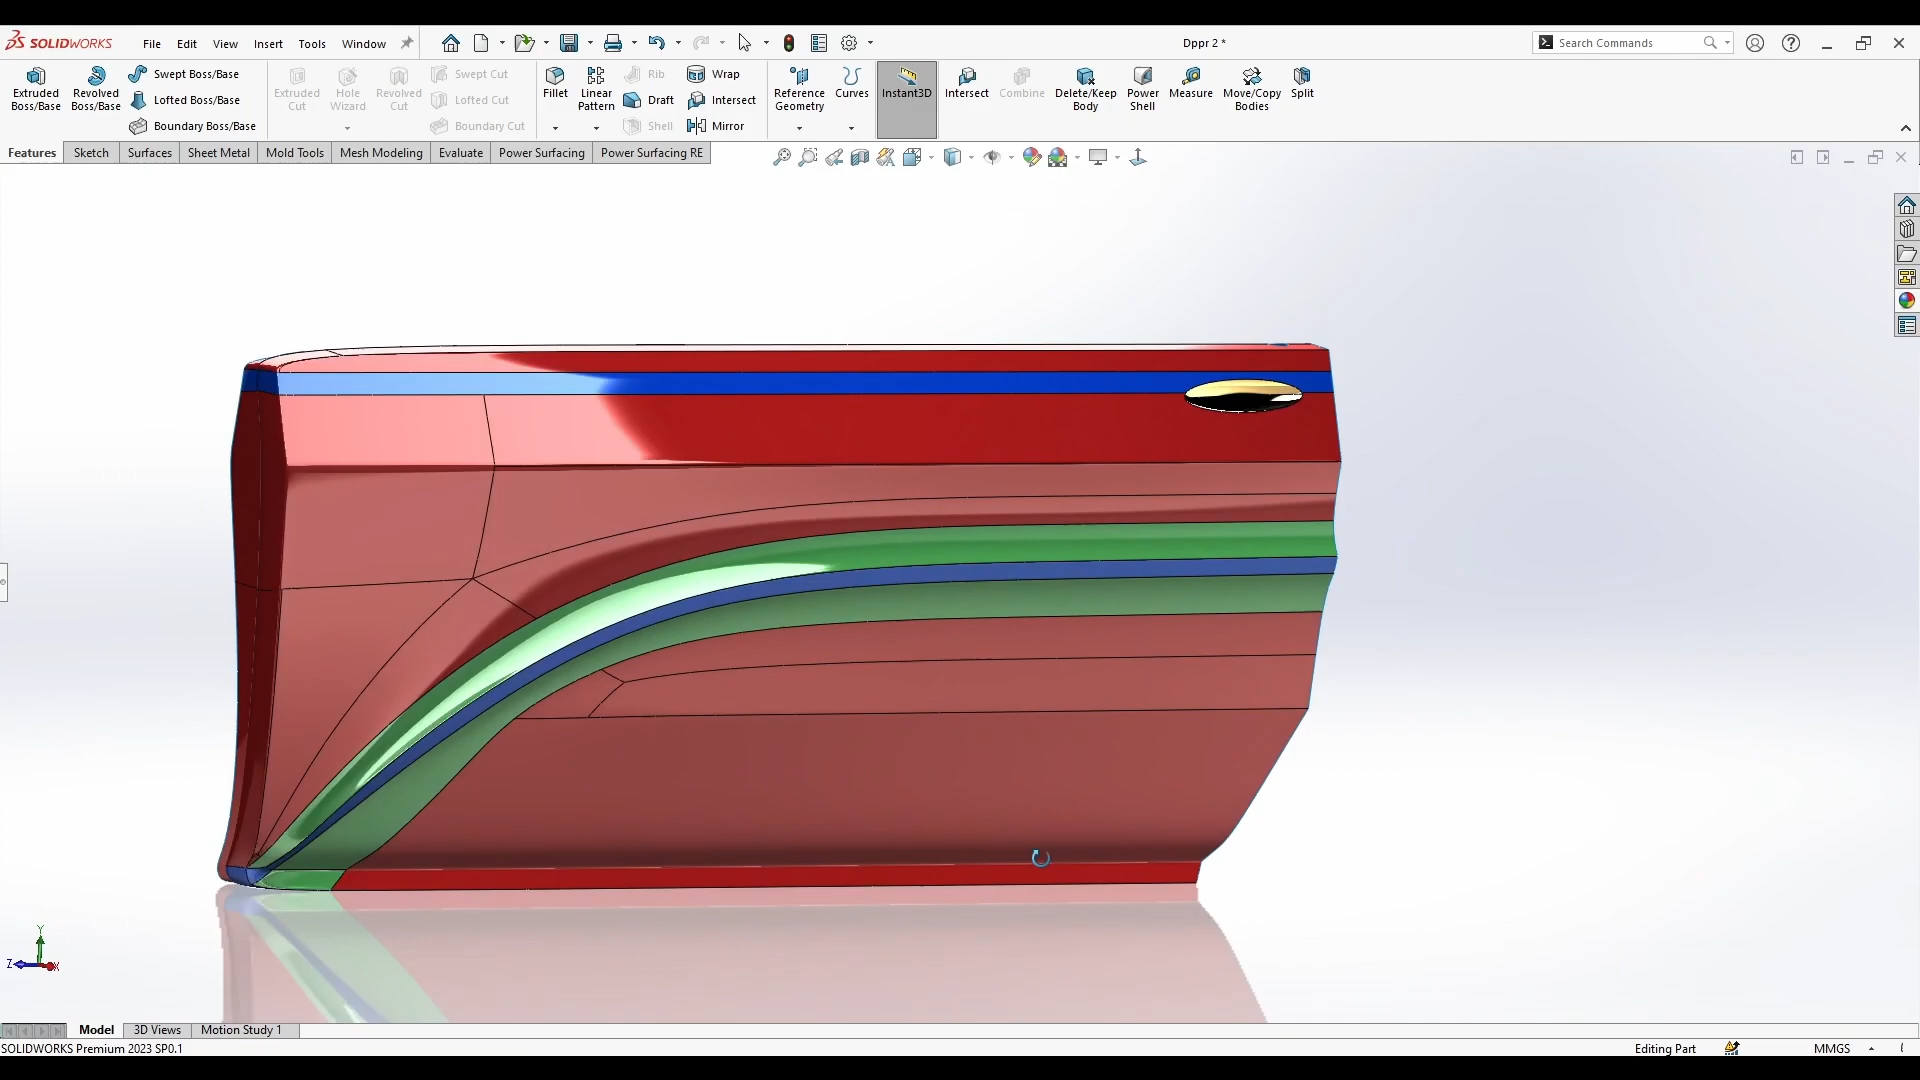 SOLIDWORKS File Edit View Insert Tools Window Dppr 2 * Search Commands
Extruded Boss/Base
Revolved Boss/Base
Swept Boss/Base
Lofted Boss/Base
Boundary Boss/Base
Extruded Cut
Hole Wizard
Revolved Cut
Swept Cut
Lofted Cut
Boundary Cut
Fillet
Linear Pattern
Rib
Draft
Shell
Wrap
Intersect
Mirror
Reference Geometry
Curves
Instant3D
Intersect
Combine
Delete/Keep Body
Power Shell
Measure
Move/Copy Bodies
Split
Features Sketch Surfaces Sheet Metal Mold Tools Mesh Modeling Evaluate Power Surfacing Power Surfacing RE
Y
Z X
Model 3D Views Motion Study 1
SOLIDWORKS Premium 2023 SP0.1 Editing Part MMGS